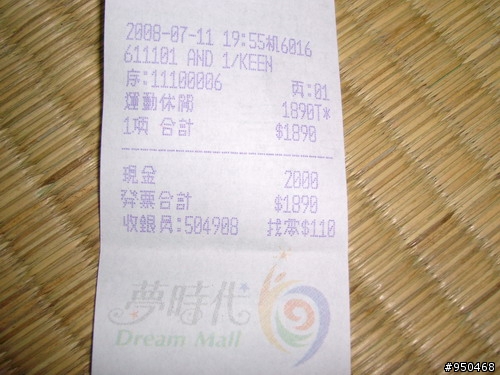 2008-07-11 19:55机6016
611101 AND 1/KEEN
序:11100006 頁:01
運動休閒 1890T*
1項 合計 $1890
現金 2000
發票合計 $1890
收銀員:504908 找零$110
夢時代
Dream Mall
#950468